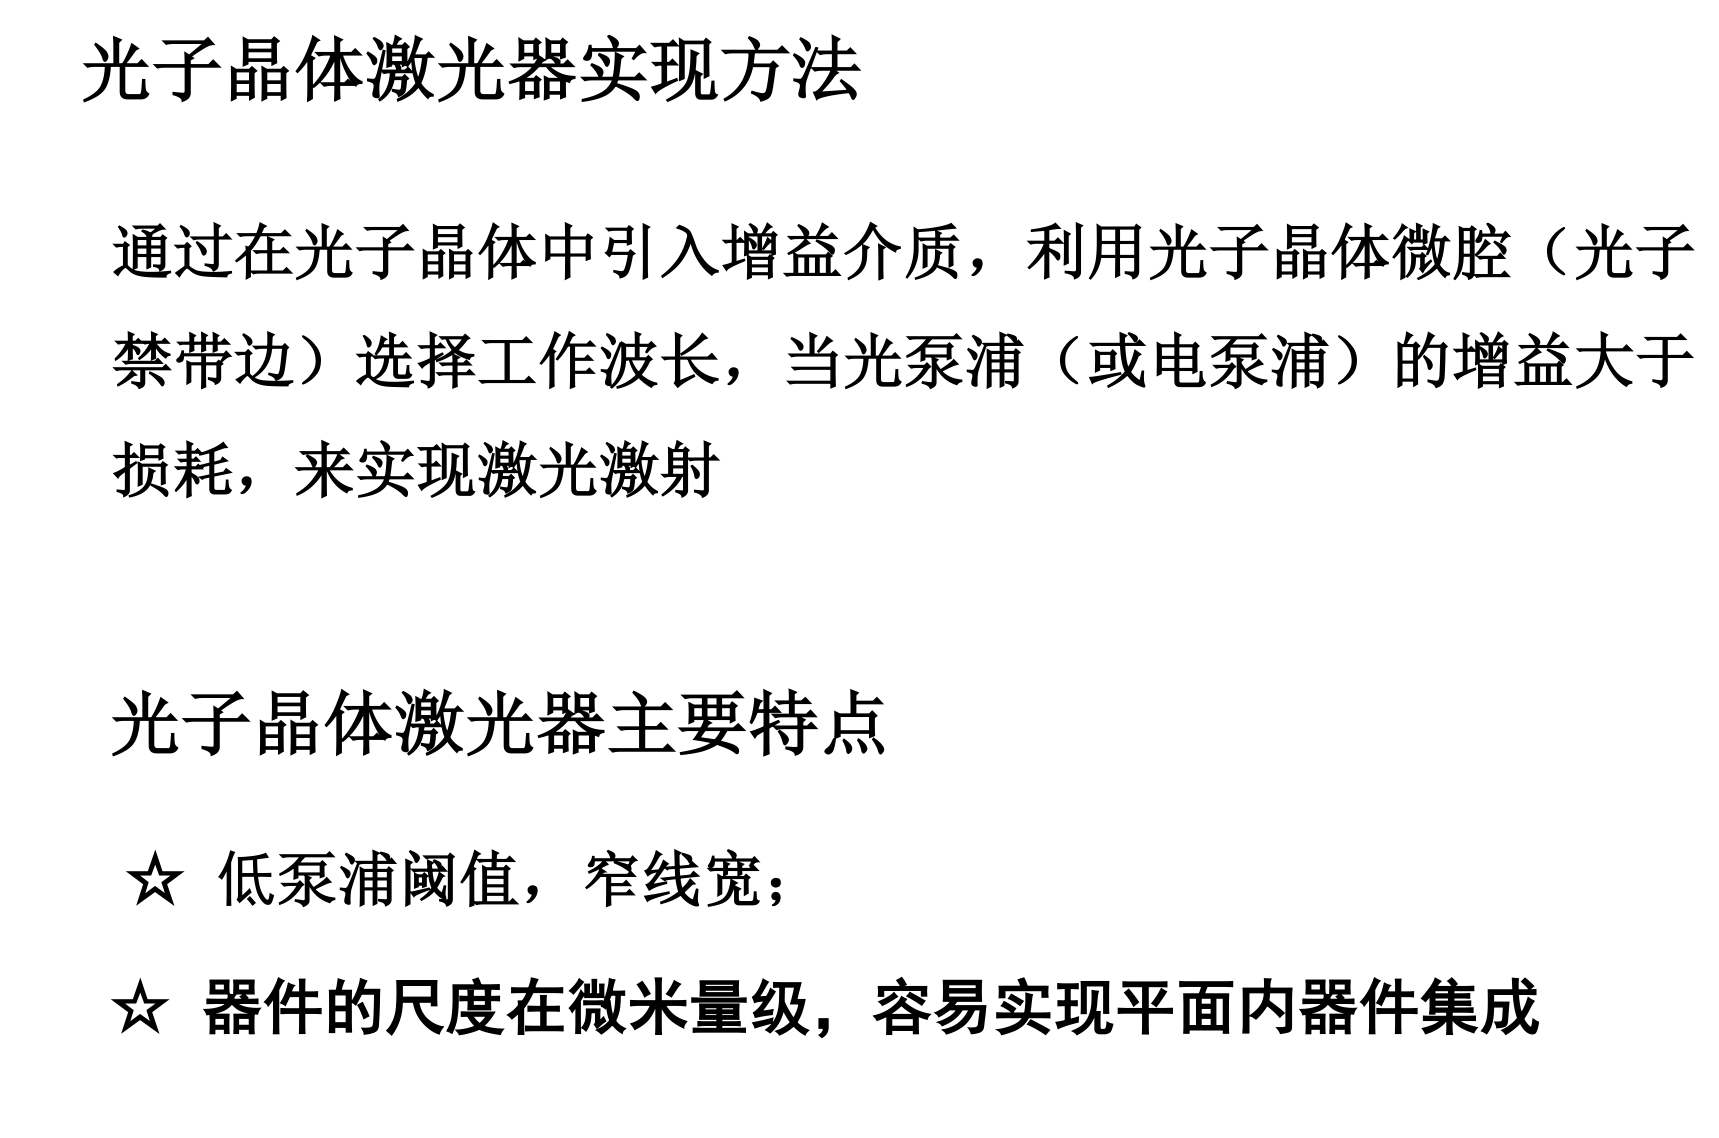 光子晶体激光器实现方法
通过在光子晶体中引入增益介质，利用光子晶体微腔（光子
禁带边）选择工作波长，当光泵浦（或电泵浦）的增益大于
损耗，来实现激光激射
光子晶体激光器主要特点
☆ 低泵浦阈值，窄线宽；
☆ 器件的尺度在微米量级，容易实现平面内器件集成